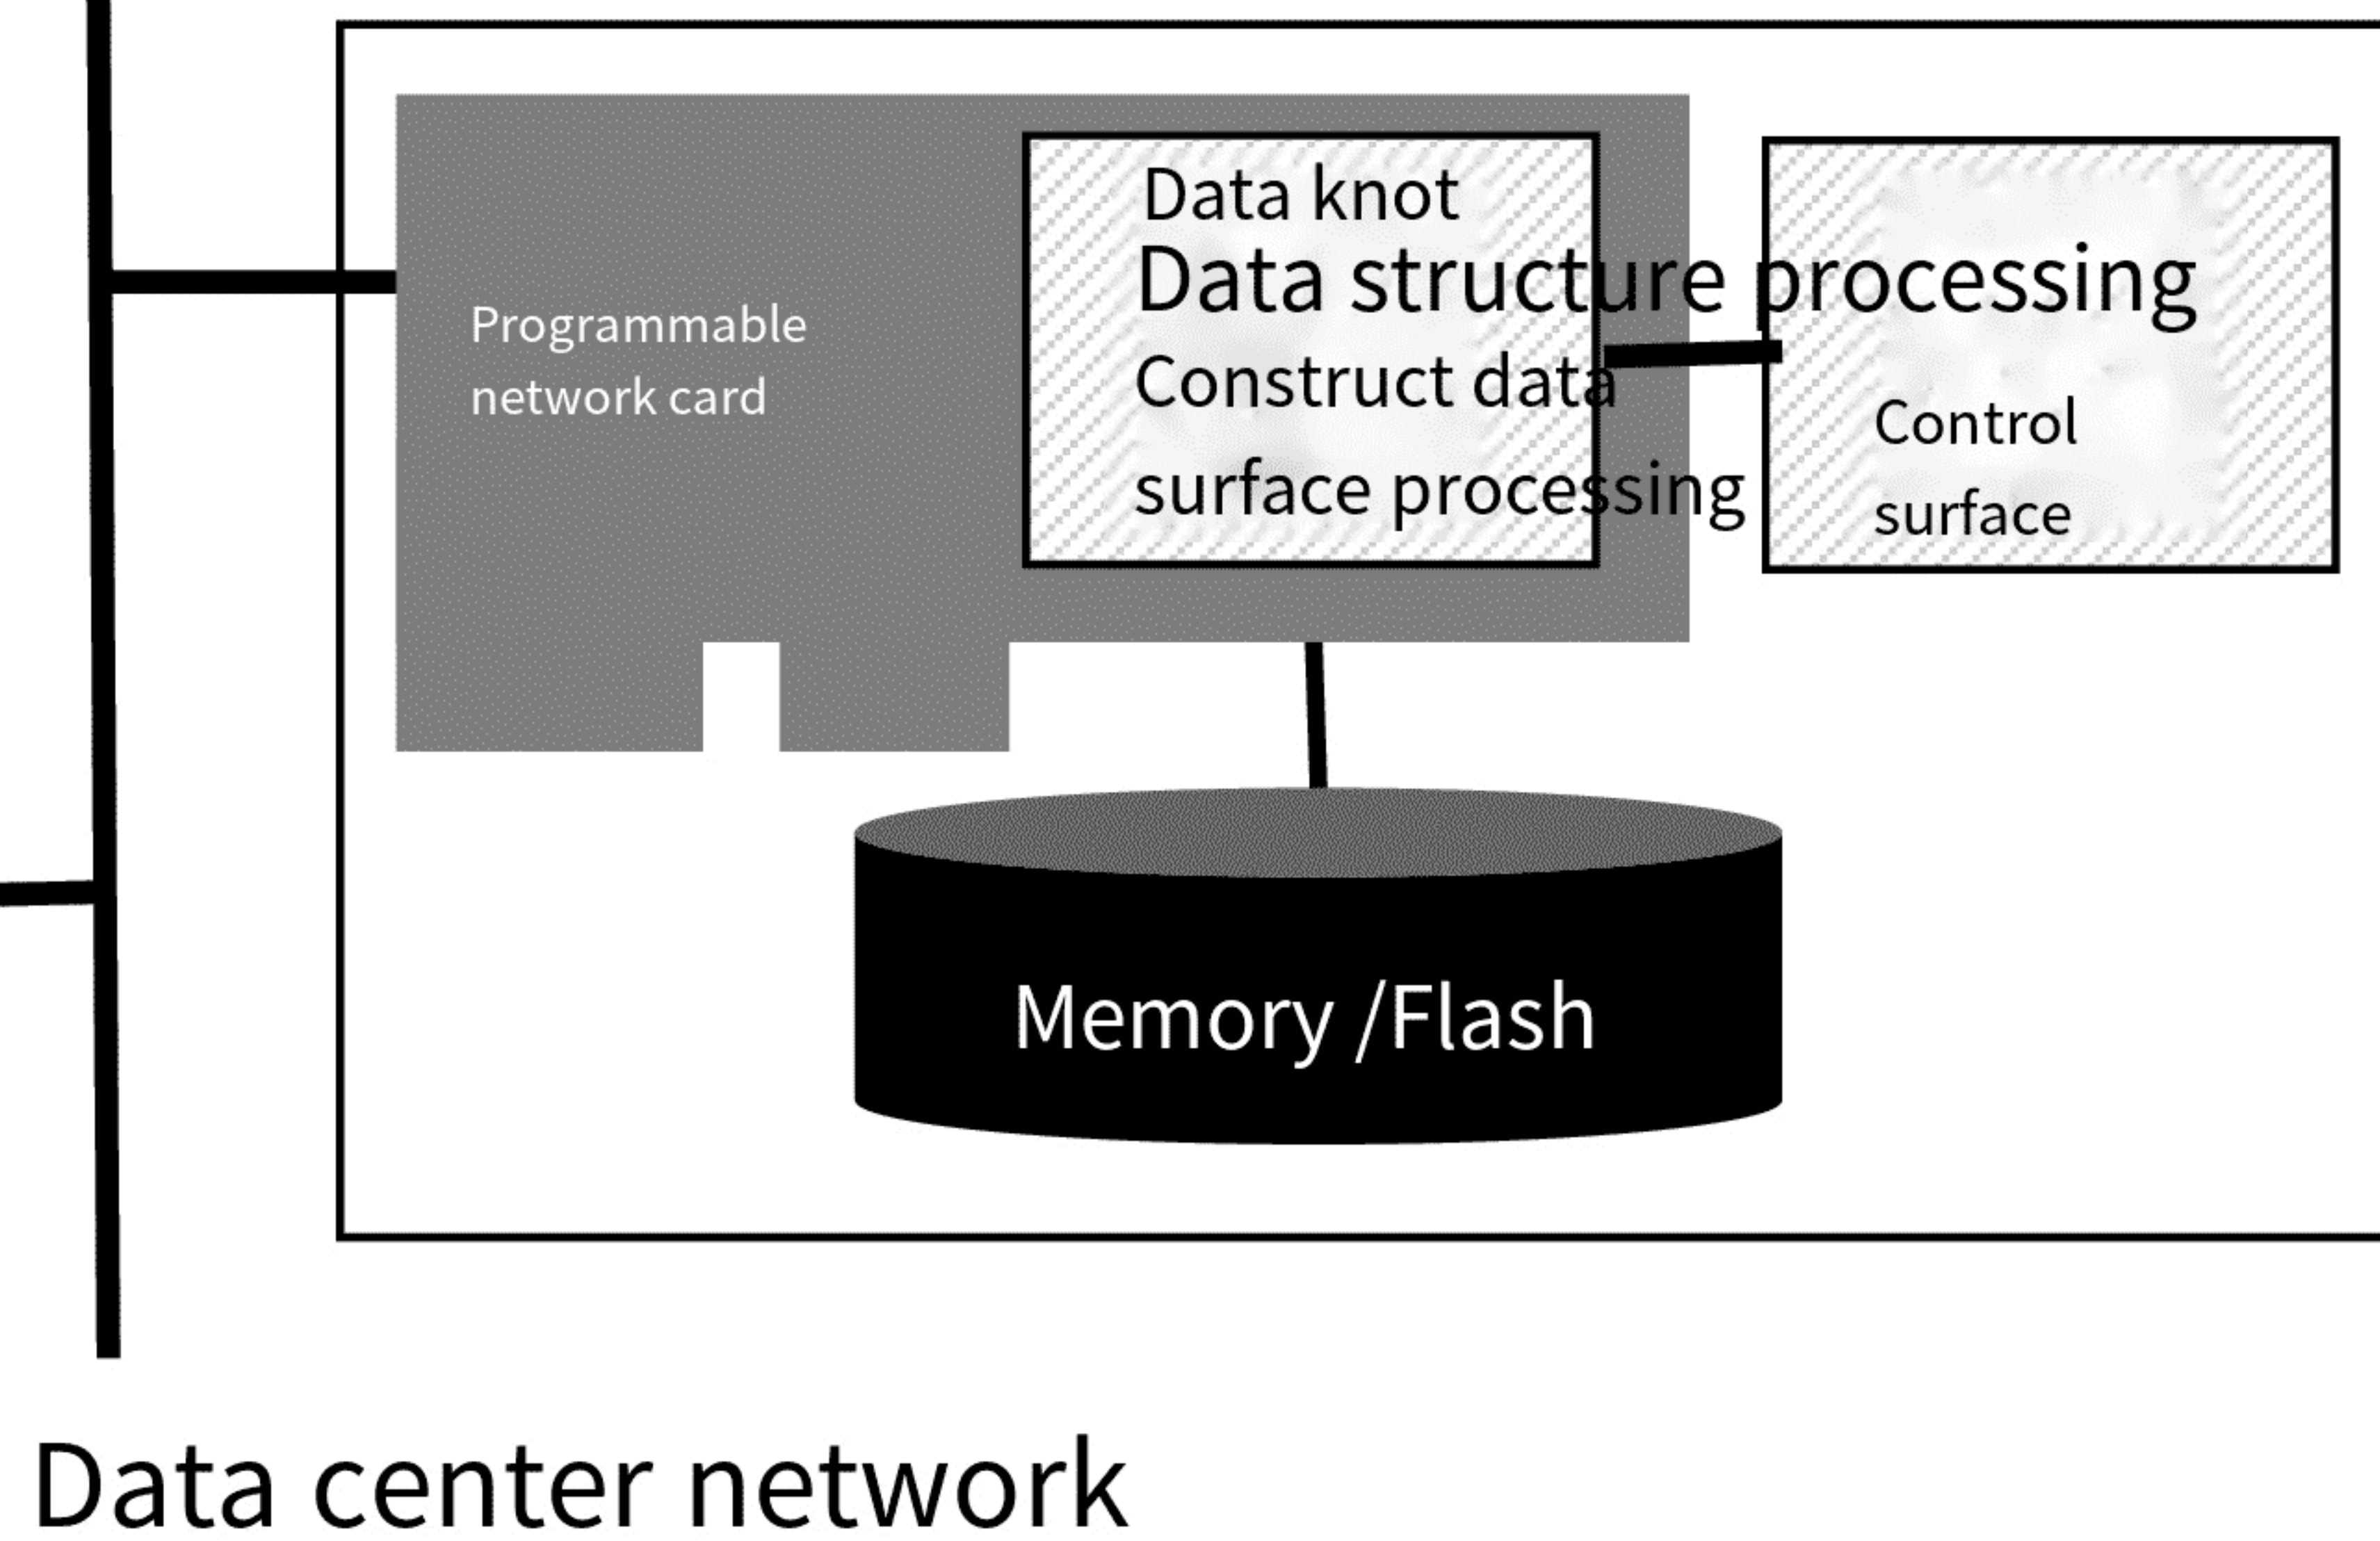 Data knot
Data structure processing
Construct data
surface processing
Programmable
network card
Control
surface
Memory /Flash
Data center network